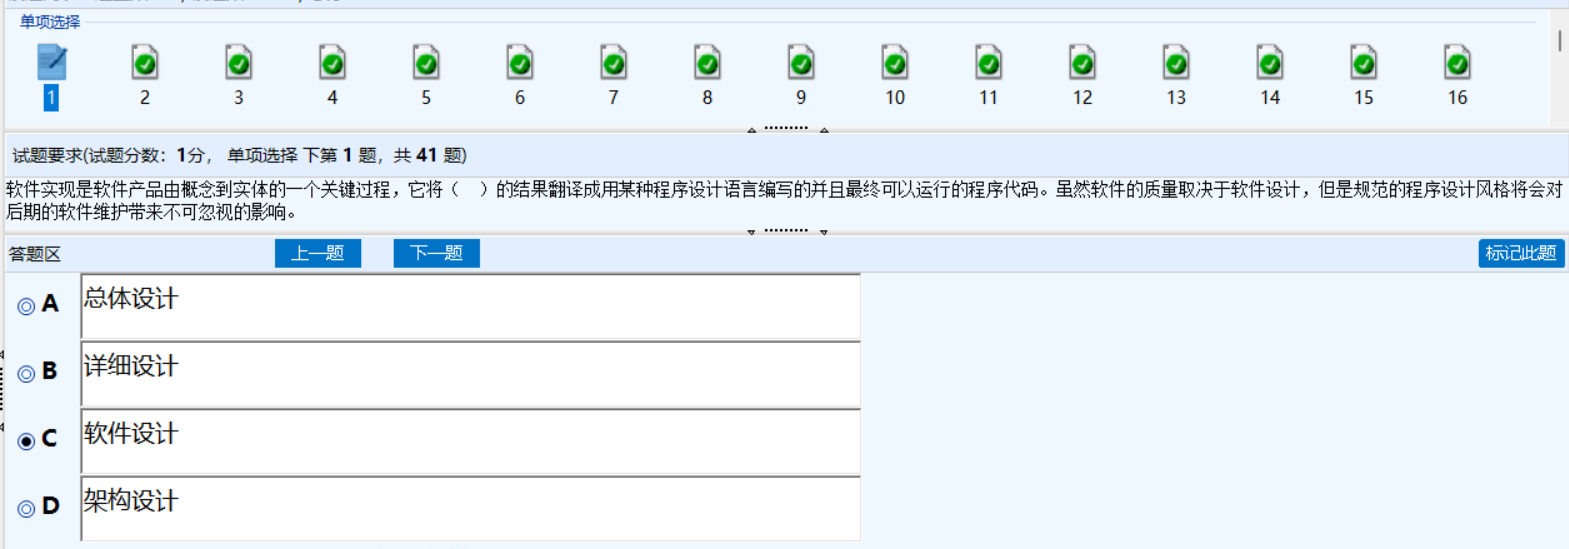 单项选择
1 2 3 4 5 6 7 8 9 10 11 12 13 14 15 16
试题要求(试题分数：1分， 单项选择 下第 1 题，共 41 题)
软件实现是软件产品由概念到实体的一个关键过程，它将（ ）的结果翻译成用某种程序设计语言编写的并且最终可以运行的程序代码。虽然软件的质量取决于软件设计，但是规范的程序设计风格将会对
后期的软件维护带来不可忽视的影响。
答题区 上一题 下一题 标记此题
A 总体设计
B 详细设计
C 软件设计
D 架构设计